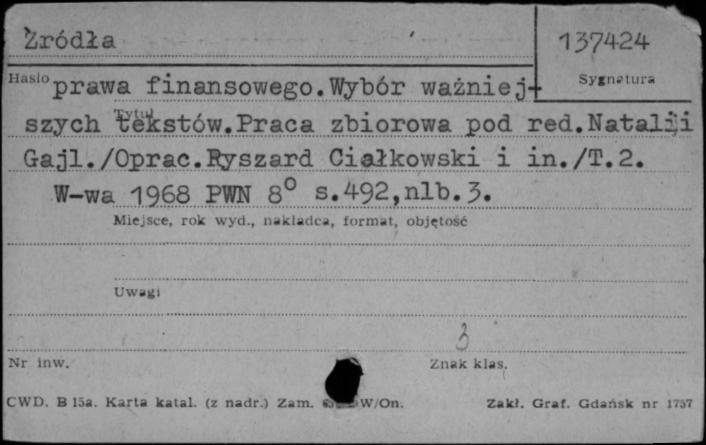 Źródła
137424
Hasło
Sygnatura
prawa finansowego.Wybór ważniej-
szych tekstów.Praca zbiorowa pod red.Natalii
Tytuł
Gajl./Oprac.Ryszard Ciałkowski i in./T.2.
W-wa 1968 PWN 8° s.492,nlb.3.
Miejsce, rok wyd., nakładca, format, objętość
Uwagi
3
Nr inw.
Znak klas.
CWD. B 15a. Karta katal. (z nadr.) Zam. W/On.
Zakł. Graf. Gdańsk nr 1757